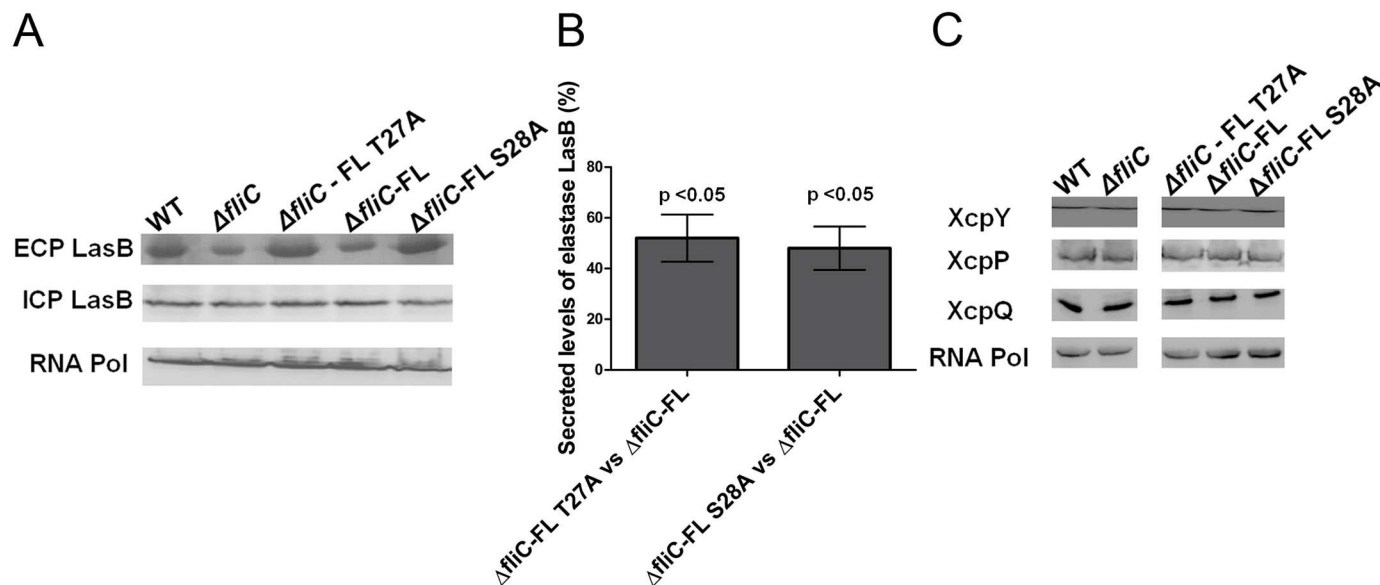 A
WT
ΔfliC
ΔfliC - FL T27A
ΔfliC-FL
ΔfliC-FL S28A
ECP LasB
ICP LasB
RNA Pol
B
Secreted levels of elastase LasB (%)
80
60
40
20
0
p <0.05
p <0.05
ΔfliC-FL T27A vs ΔfliC-FL
ΔfliC-FL S28A vs ΔfliC-FL
C
WT
ΔfliC
ΔfliC - FL T27A
ΔfliC-FL
ΔfliC-FL S28A
XcpY
XcpP
XcpQ
RNA Pol